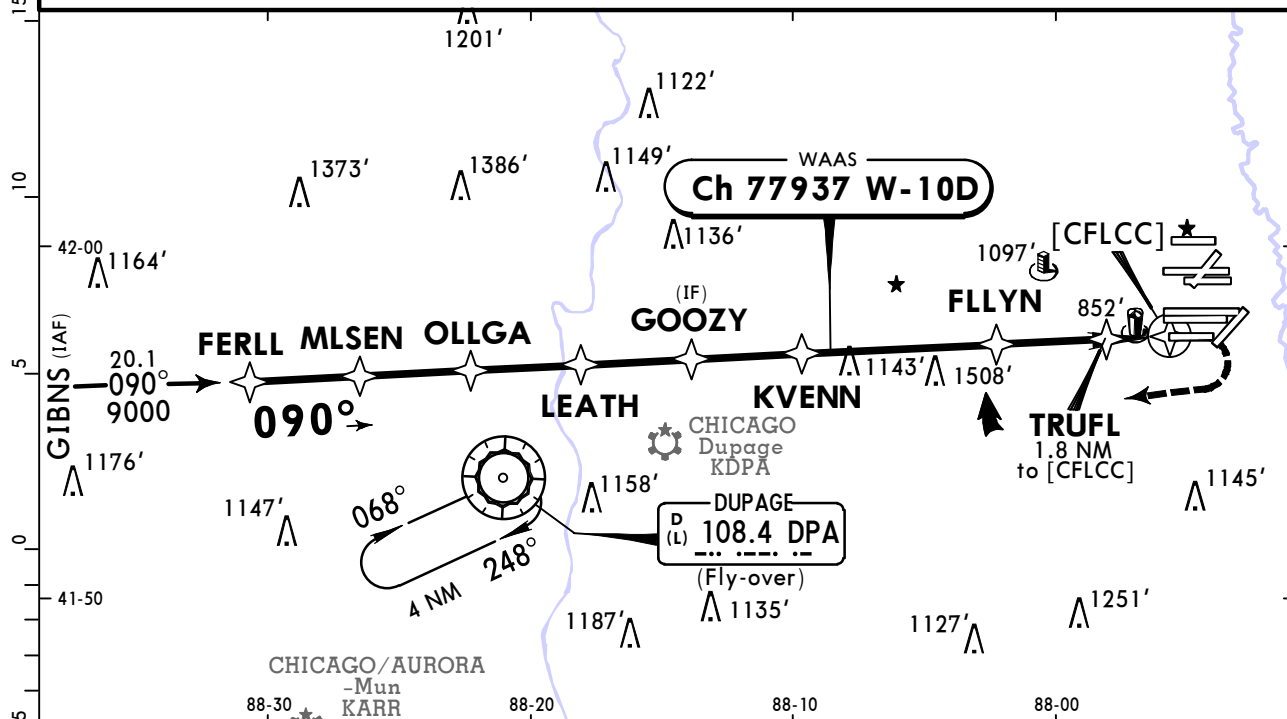 15
1201'
1122'
1373'
1386'
1149'
WAAS
Ch 77937 W-10D
10
1136'
[CFLCC]
42-00
1164'
1097'
(IF)
GOOZY
FLLYN
852'
GIBNS (IAF)
FERLL
MLSEN
OLLGA
20.1
090°
9000
5
1143'
1508'
090°
LEATH
KVENN
TRUFL
1.8 NM
to [CFLCC]
CHICAGO
Dupage
KDPA
1176'
1145'
1147'
068°
1158'
DUPAGE
D
(L)
108.4 DPA
248°
0
(Fly-over)
4 NM
41-50
1187'
1135'
1127'
1251'
CHICAGO/AURORA
-Mun
KARR
5
88-30
88-20
88-10
88-00